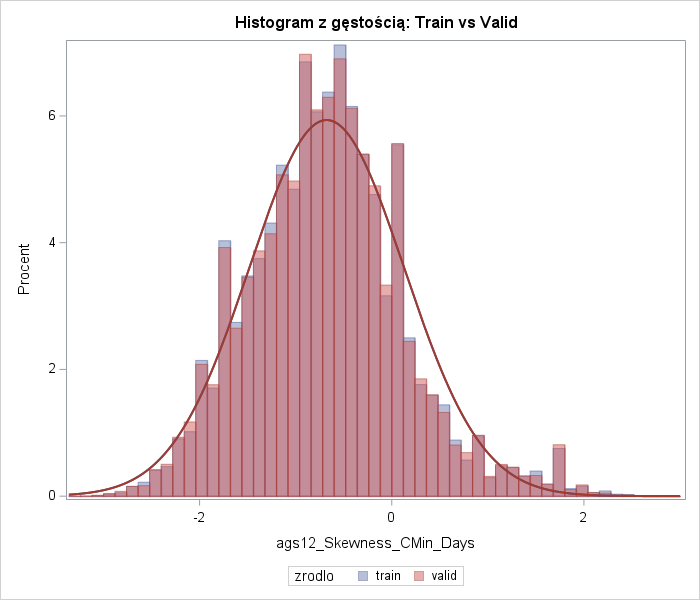 Histogram z gęstością: Train vs Valid
Procent
6
4
2
0
-2 0 2
ags12_Skewness_CMin_Days
zrodlo train valid